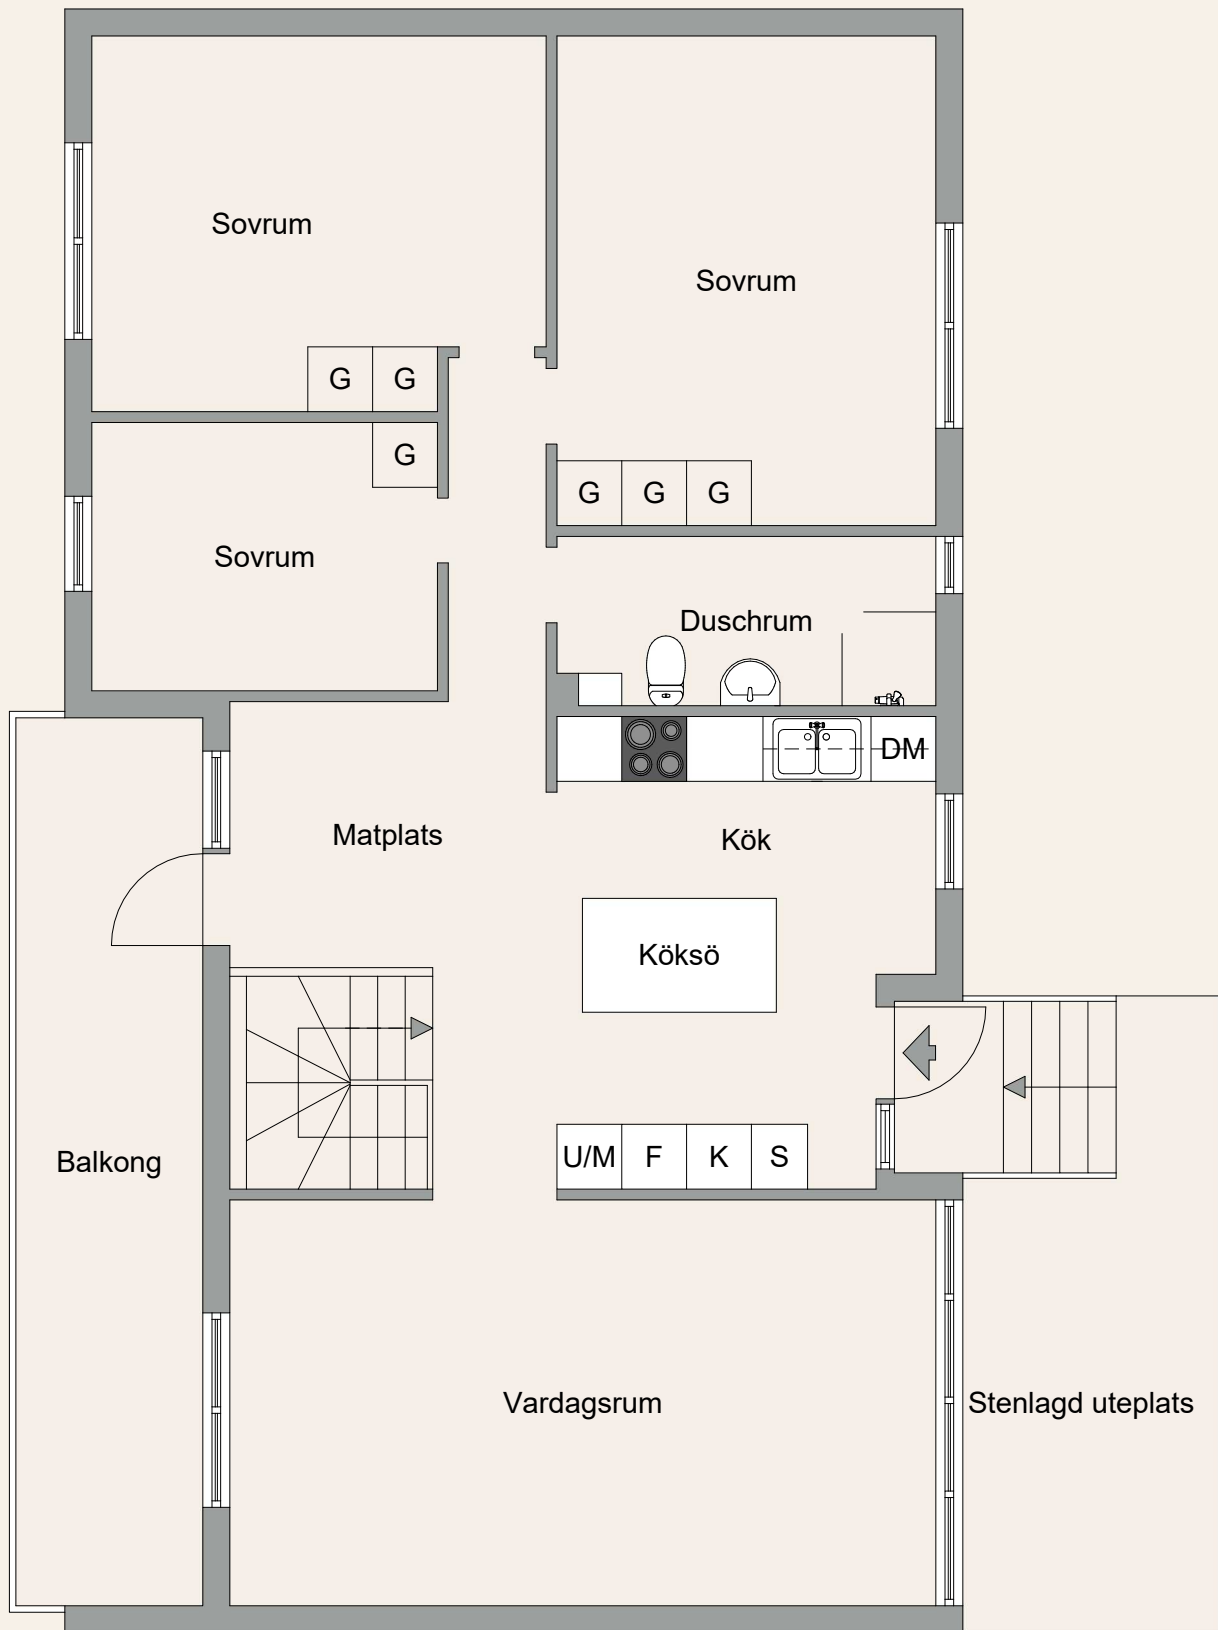 Sovrum
Sovrum
G G
G
G G G
Sovrum
Duschrum
DM
Matplats
Kök
Köksö
Balkong
U/M F K S
Vardagsrum
Stenlagd uteplats